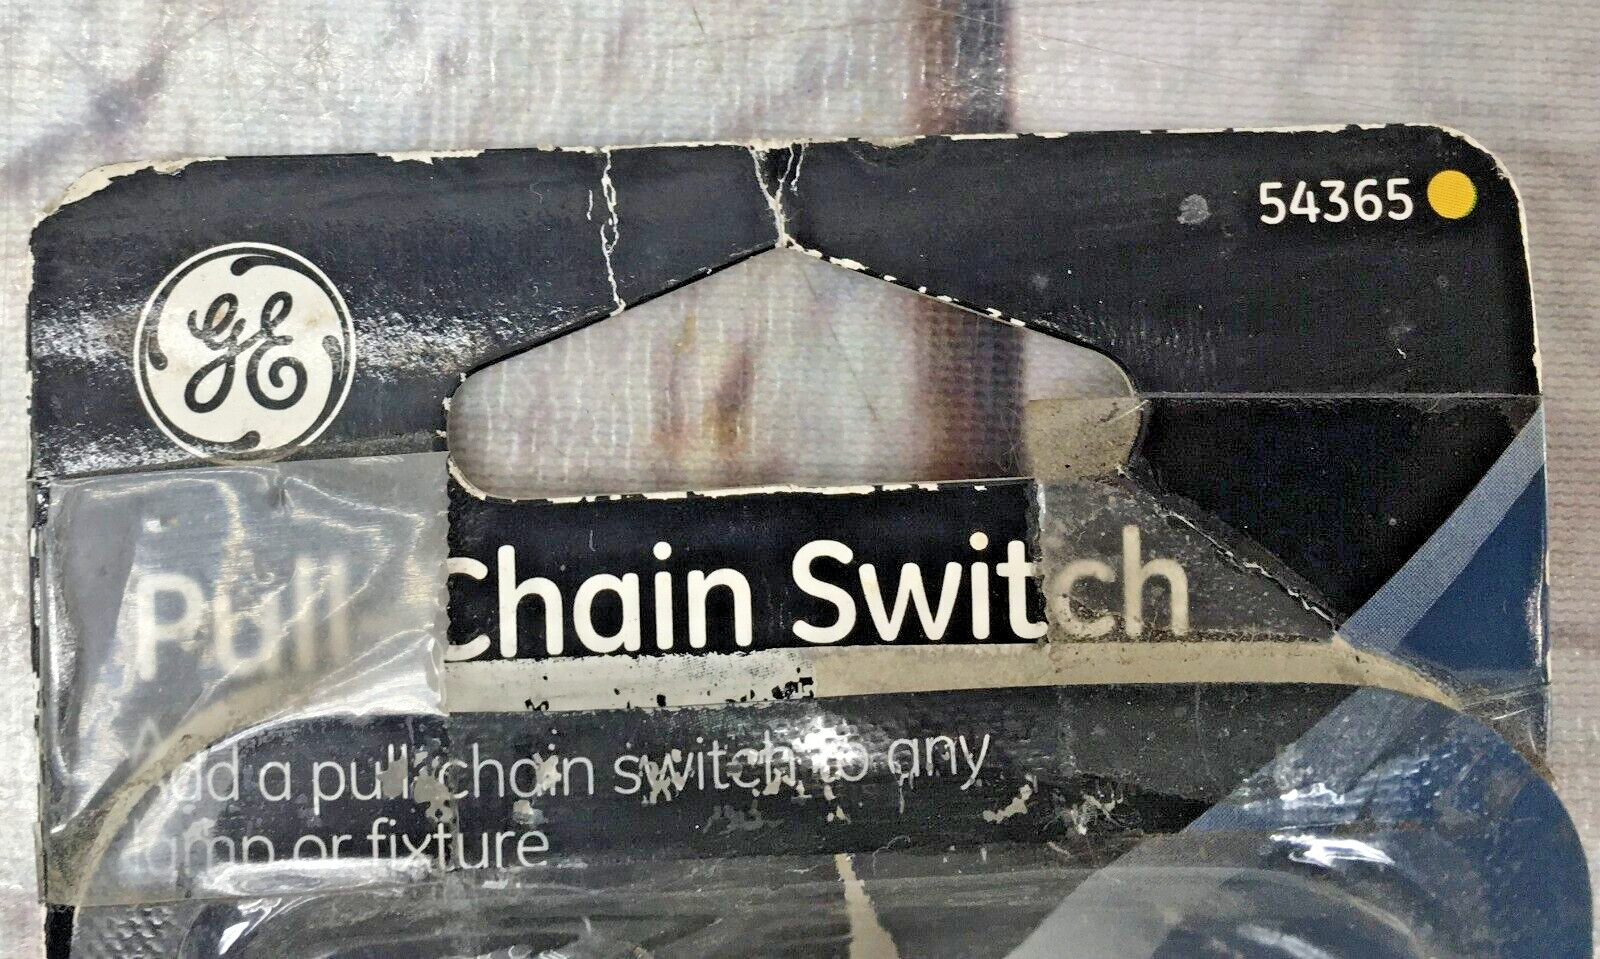 54365
GE
Pull Chain Switch
Add a pull chain switch to any
lamp or fixture